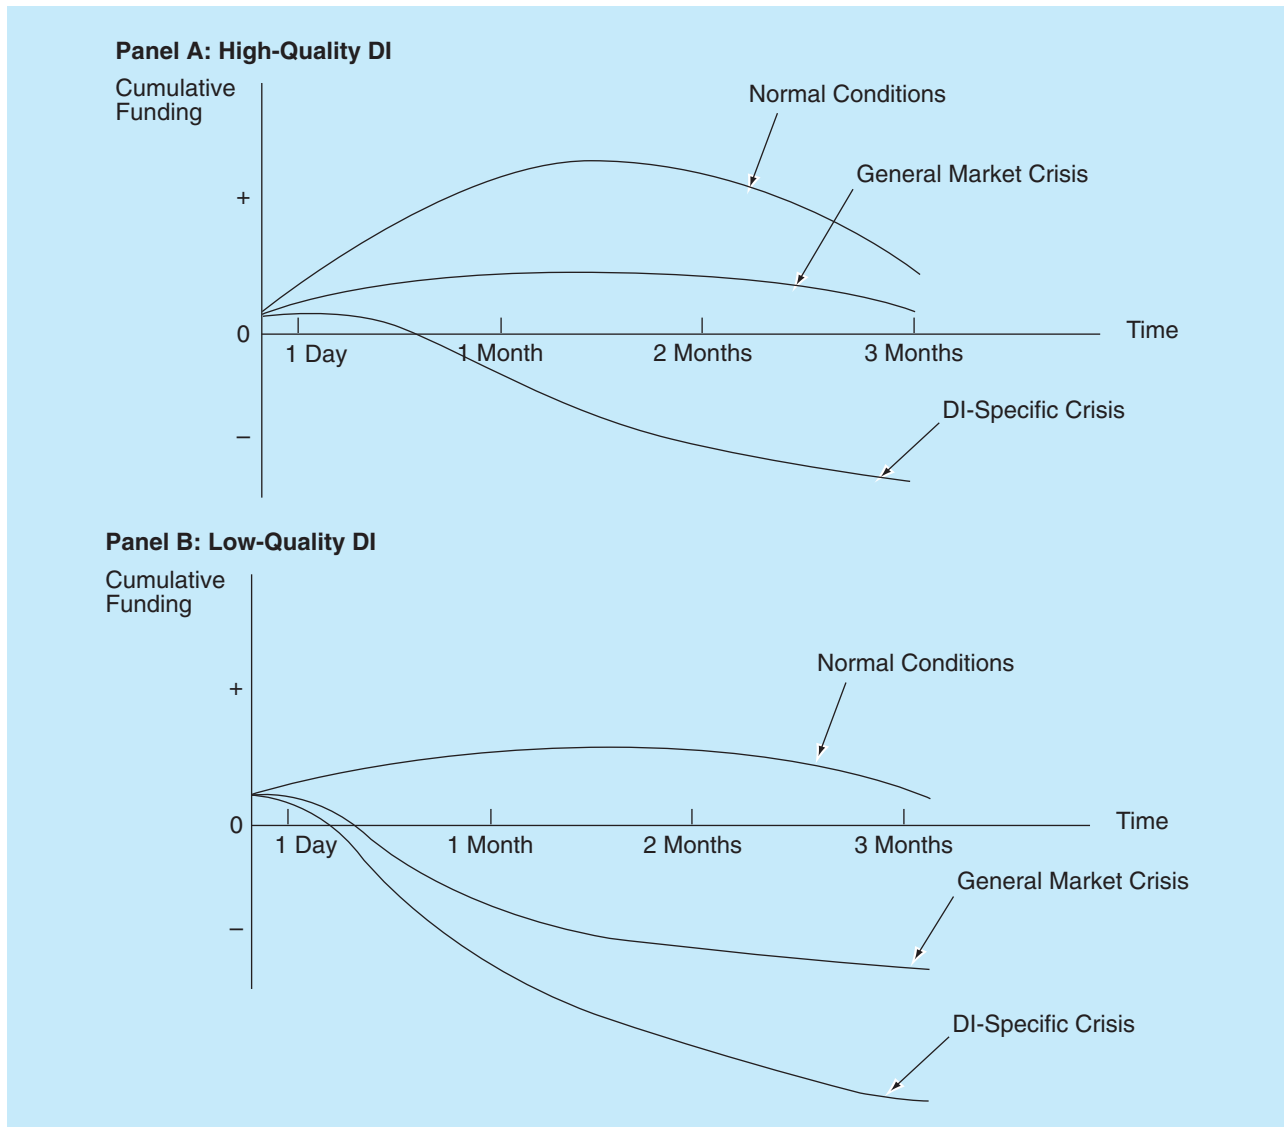 Panel A: High-Quality DI
Cumulative
Funding
Normal Conditions
General Market Crisis
+
0
Time
1 Day
1 Month
2 Months
3 Months
DI-Specific Crisis
–
Panel B: Low-Quality DI
Cumulative
Funding
Normal Conditions
+
0
Time
1 Day
1 Month
2 Months
3 Months
General Market Crisis
–
DI-Specific Crisis